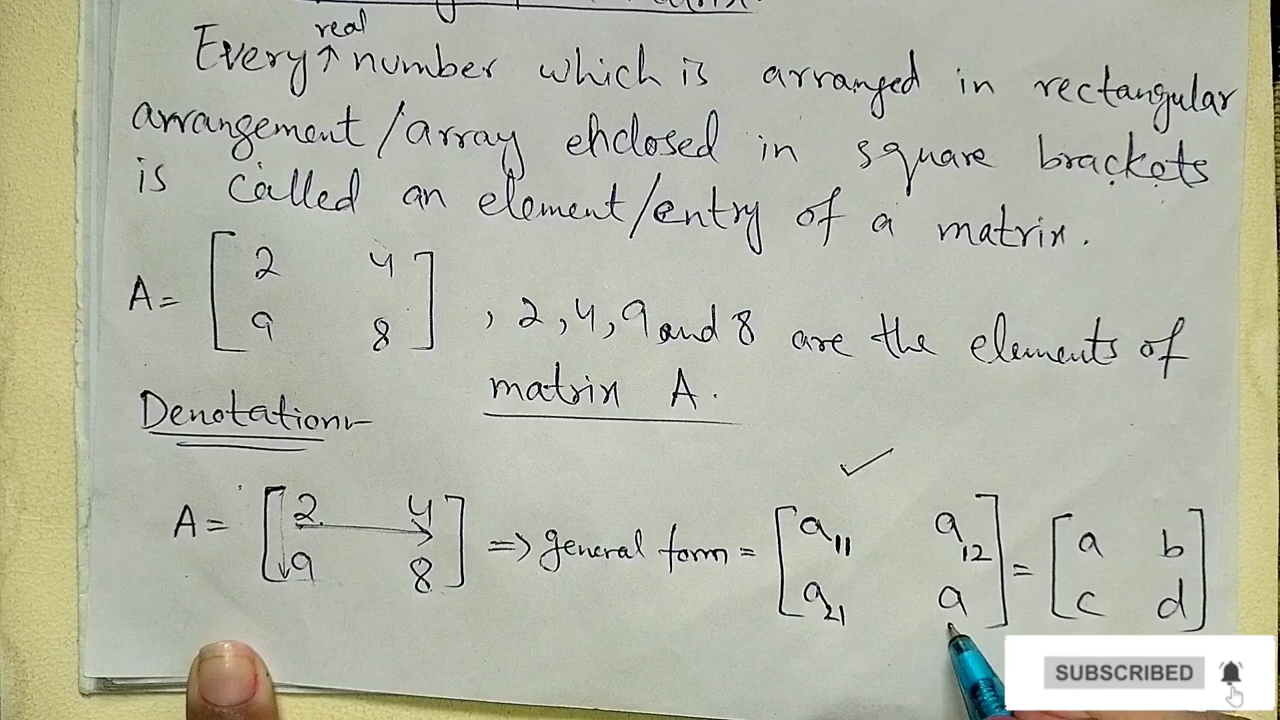 real
Every ↑ number which is arranged in rectangular
arrangement/array enclosed in square brackets
is called an element/entry of a matrix.
A = [ 2 4
9 8 ] , 2, 4, 9 and 8 are the elements of
matrix A.
Denotation:-
A = [ 2 4
9 8 ] => general form = [ a11 a12
a21 a ] = [ a b
c d ]
SUBSCRIBED